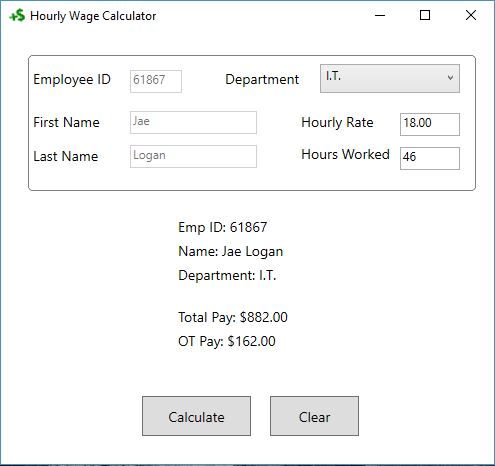 Hourly Wage Calculator
Employee ID 61867 Department I.T.
First Name Jae Hourly Rate 18.00
Last Name Logan Hours Worked 46
Emp ID: 61867
Name: Jae Logan
Department: I.T.
Total Pay: $882.00
OT Pay: $162.00
Calculate Clear